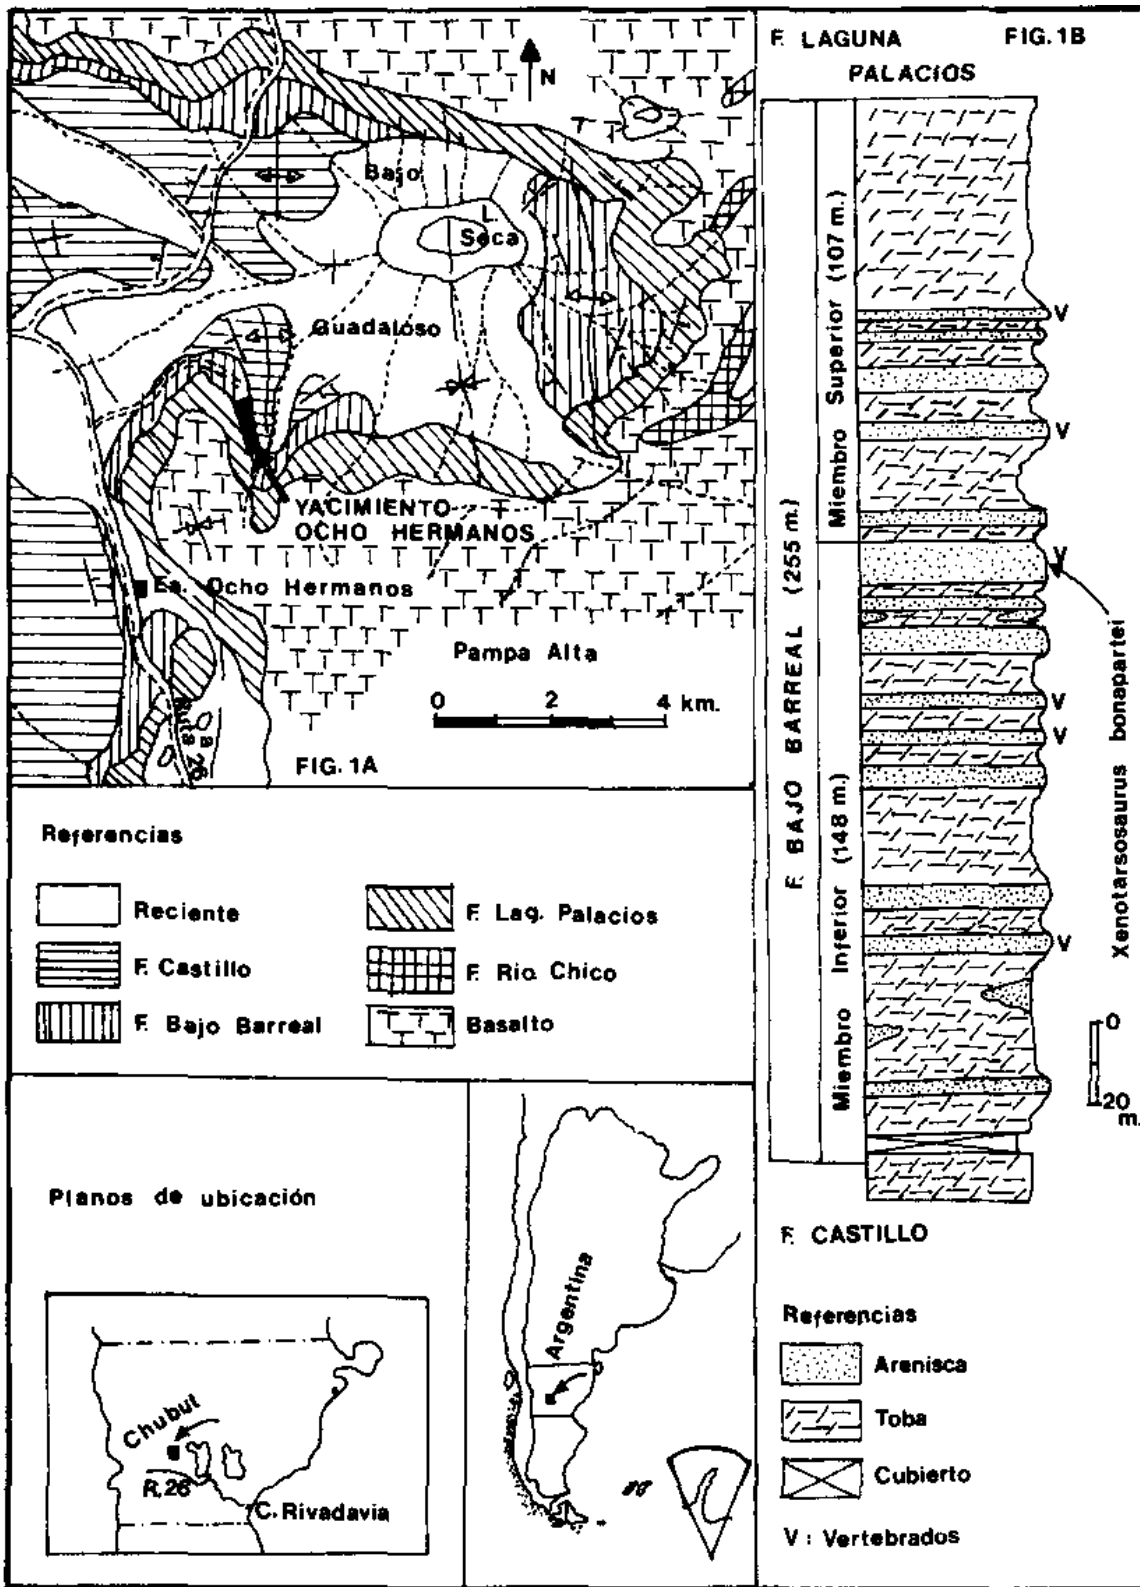 N
Bajo
L
Seca
Guadaloso
YACIMIENTO
OCHO HERMANOS
Ea. Ocho Hermanos
Pampa Alta
0 2 4 km.
Ruta
26
FIG. 1A
Referencias
Reciente
F. Castillo
F. Bajo Barreal
F. Lag. Palacios
F. Rio. Chico
Basalto
Planos de ubicación
Chubut
R.26
C. Rivadavia
Argentina
F. LAGUNA
PALACIOS
FIG. 1B
F. BAJO BARREAL (255 m.)
Miembro Superior (107 m.)
Miembro Inferior (148 m.)
V
V
V
V
V
V
Xenotarsosaurus bonapartei
0
20
m.
F. CASTILLO
Referencias
Arenisca
Toba
Cubierto
V : Vertebrados